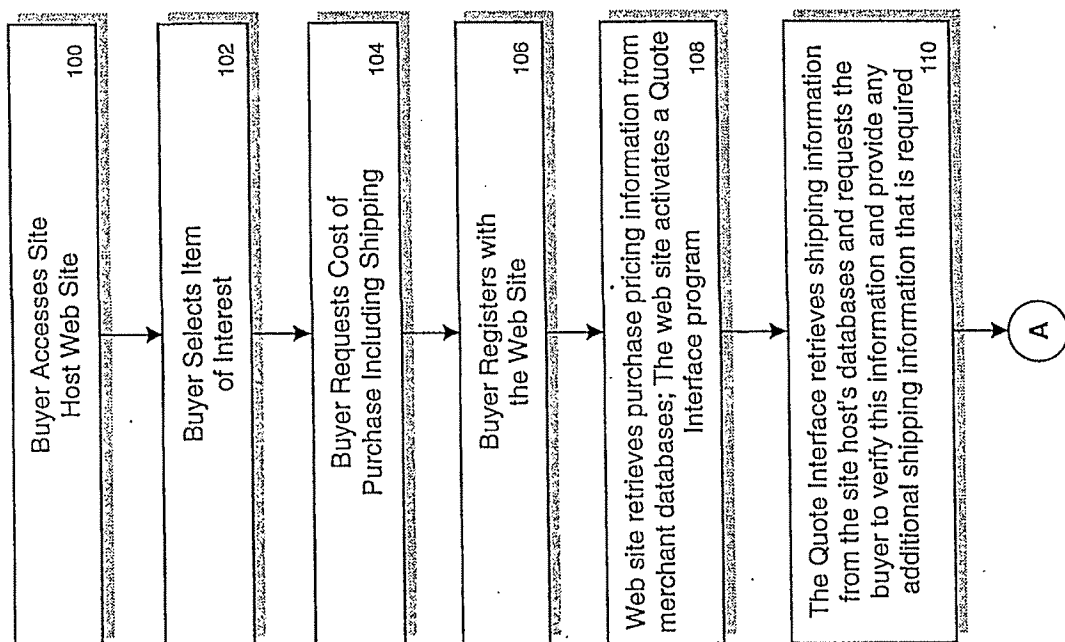 Buyer Accesses Site
Host Web Site
100
Buyer Selects Item
of Interest
102
Buyer Requests Cost of
Purchase Including Shipping
104
Buyer Registers with
the Web Site
106
Web site retrieves purchase pricing information from
merchant databases; The web site activates a Quote
Interface program
108
The Quote Interface retrieves shipping information
from the site host's databases and requests the
buyer to verify this information and provide any
additional shipping information that is required
110
A